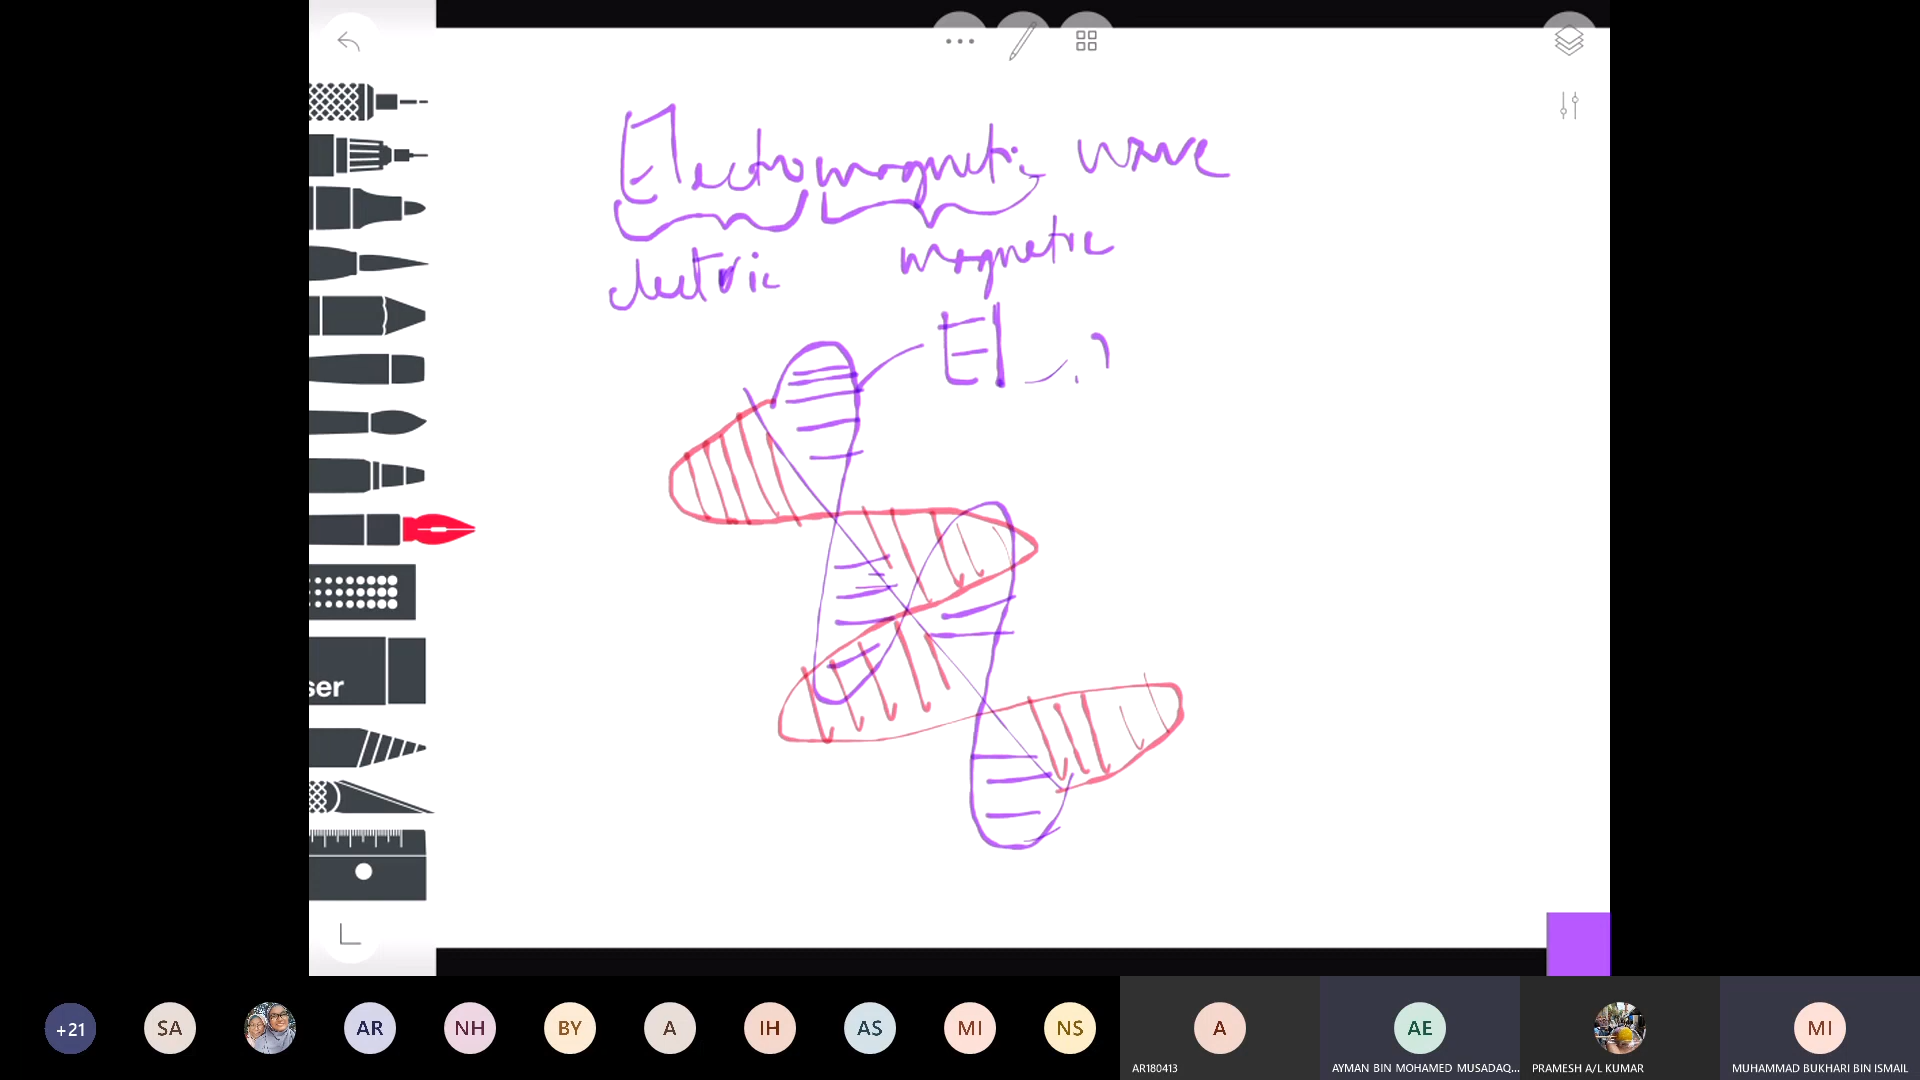 Electromagnetic wave
electric magnetic
El
ser
+21 SA AR NH BY A IH AS MI NS A AE MI
AR180413 AYMAN BIN MOHAMED MUSADAQ... PRAMESH A/L KUMAR MUHAMMAD BUKHARI BIN ISMAIL